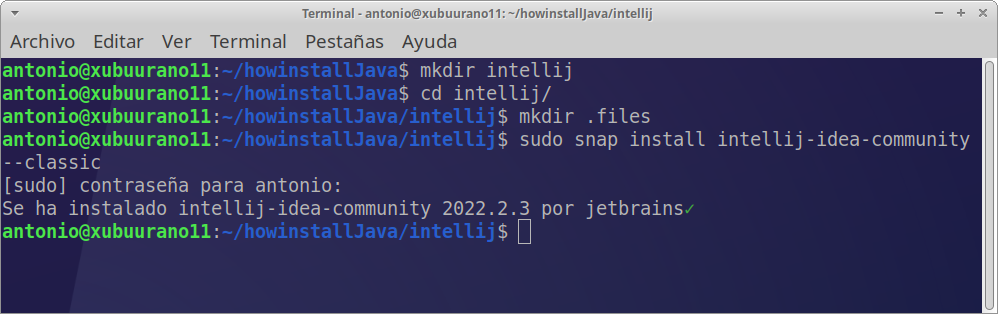 Terminal - antonio@xubuurano11: ~/howinstallJava/intellij
Archivo Editar Ver Terminal Pestañas Ayuda
antonio@xubuurano11:~/howinstallJava$ mkdir intellij
antonio@xubuurano11:~/howinstallJava$ cd intellij/
antonio@xubuurano11:~/howinstallJava/intellij$ mkdir .files
antonio@xubuurano11:~/howinstallJava/intellij$ sudo snap install intellij-idea-community
--classic
[sudo] contraseña para antonio:
Se ha instalado intellij-idea-community 2022.2.3 por jetbrains✓
antonio@xubuurano11:~/howinstallJava/intellij$